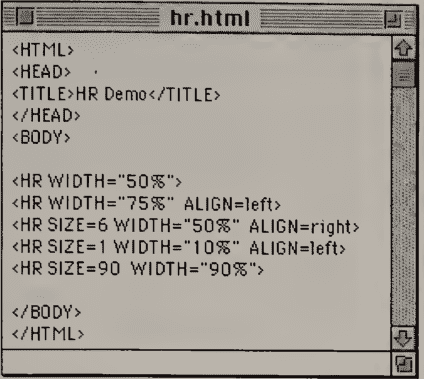 hr.html
<HTML>
<HEAD>
<TITLE>HR Demo</TITLE>
</HEAD>
<BODY>
<HR WIDTH="50%">
<HR WIDTH="75%" ALIGN=left>
<HR SIZE=6 WIDTH="50%" ALIGN=right>
<HR SIZE=1 WIDTH="10%" ALIGN=left>
<HR SIZE=90 WIDTH="90%">
</BODY>
</HTML>